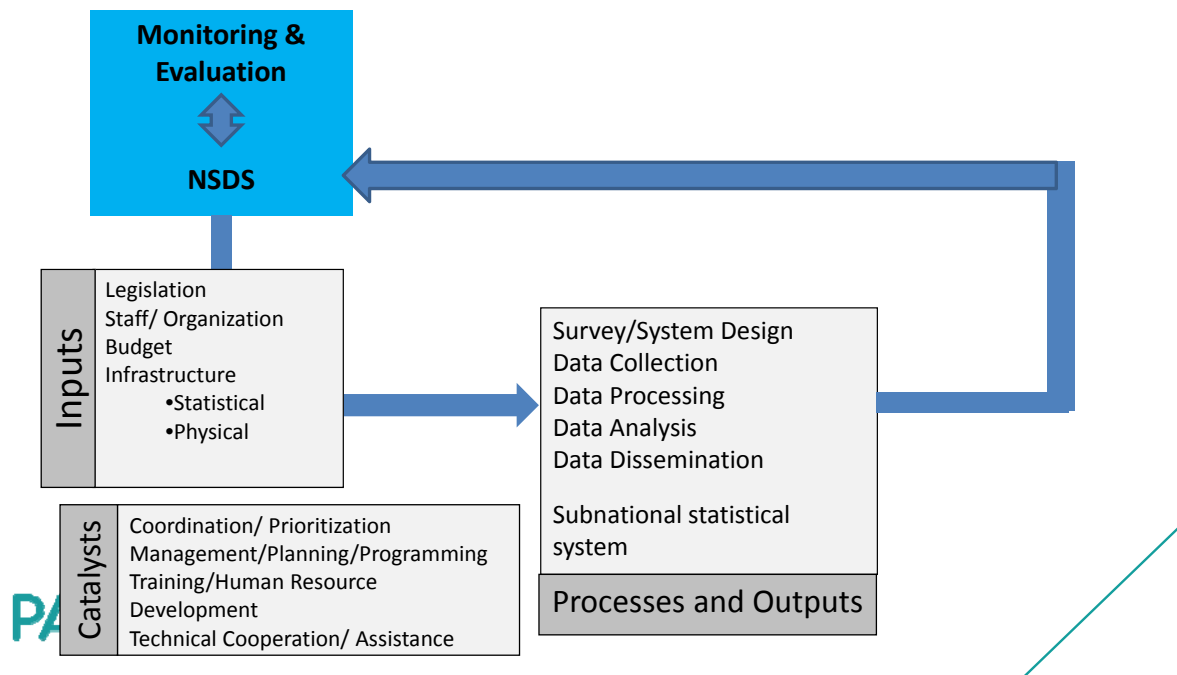 Monitoring &
Evaluation
NSDS
Inputs
Legislation
Staff/ Organization
Budget
Infrastructure
•Statistical
•Physical
Catalysts
Coordination/ Prioritization
Management/Planning/Programming
Training/Human Resource
Development
Technical Cooperation/ Assistance
Survey/System Design
Data Collection
Data Processing
Data Analysis
Data Dissemination
Subnational statistical
system
Processes and Outputs